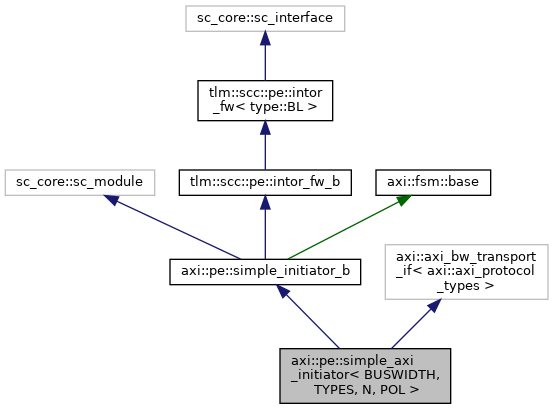 sc_core::sc_interface
tlm::scc::pe::intor
_fw< type::BL >
sc_core::sc_module
tlm::scc::pe::intor_fw_b
axi::fsm::base
axi::pe::simple_initiator_b
axi::axi_bw_transport
_if< axi::axi_protocol
_types >
axi::pe::simple_axi
_initiator< BUSWIDTH,
TYPES, N, POL >